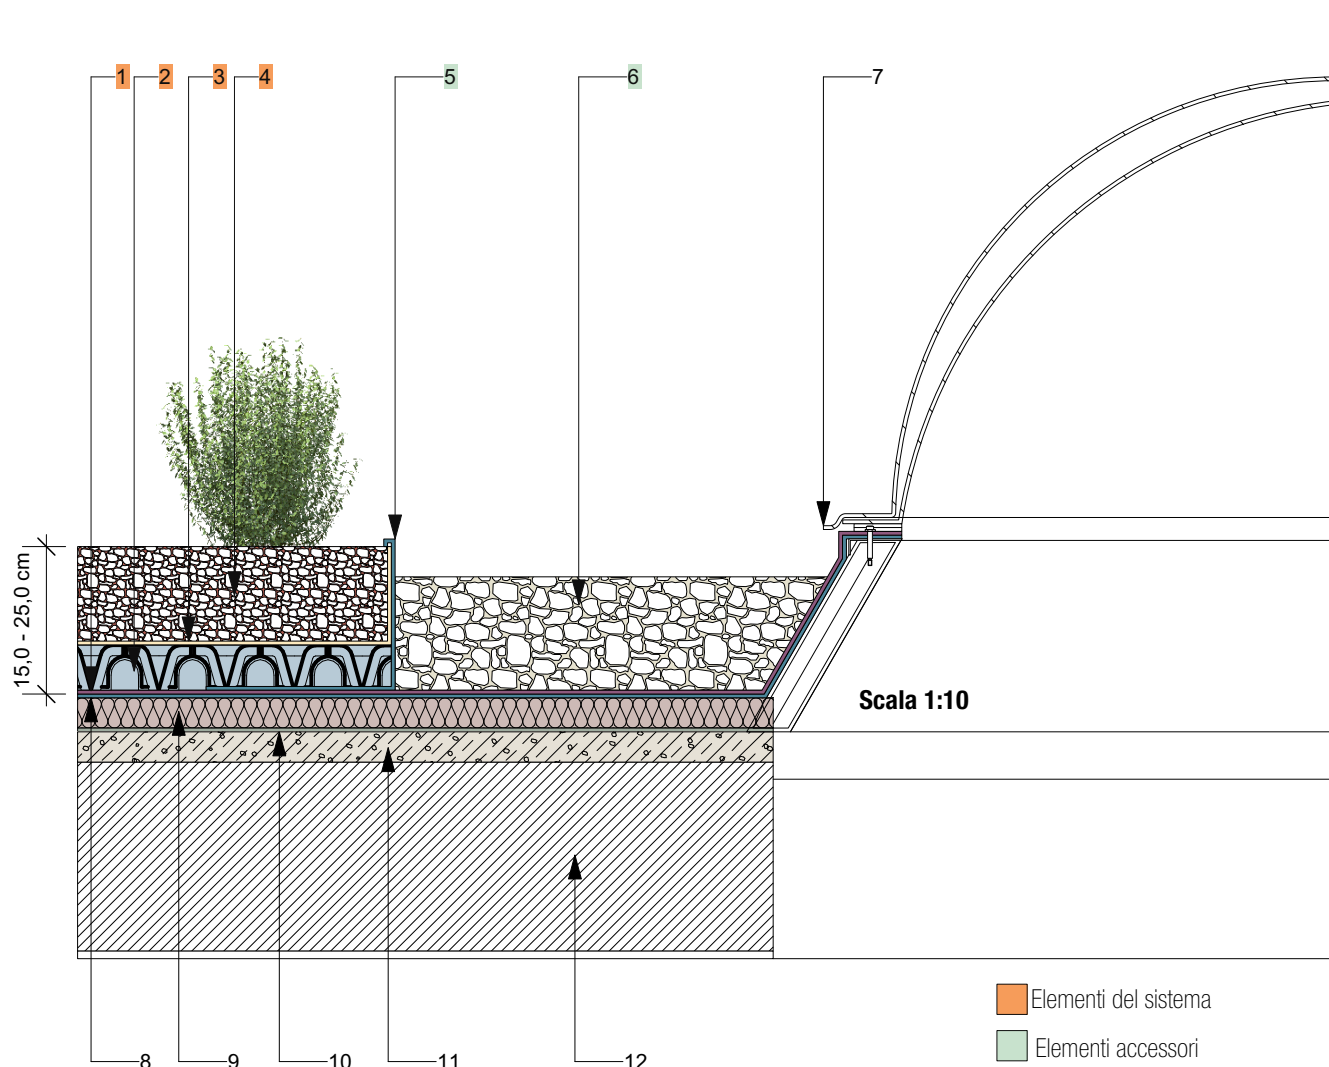 1 2 3 4 5 6 7
15,0 - 25,0 cm
Scala 1:10
Elementi del sistema
Elementi accessori
8 9 10 11 12